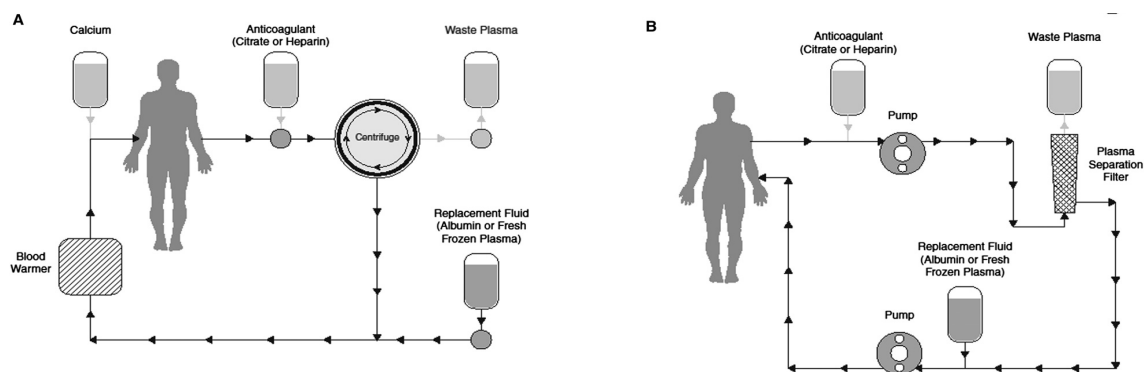 A
Calcium
Anticoagulant
(Citrate or Heparin)
Waste Plasma
Centrifuge
Replacement Fluid
(Albumin or Fresh
Frozen Plasma)
Blood
Warmer
B
Anticoagulant
(Citrate or Heparin)
Waste Plasma
Pump
Plasma
Separation
Filter
Replacement Fluid
(Albumin or Fresh
Frozen Plasma)
Pump